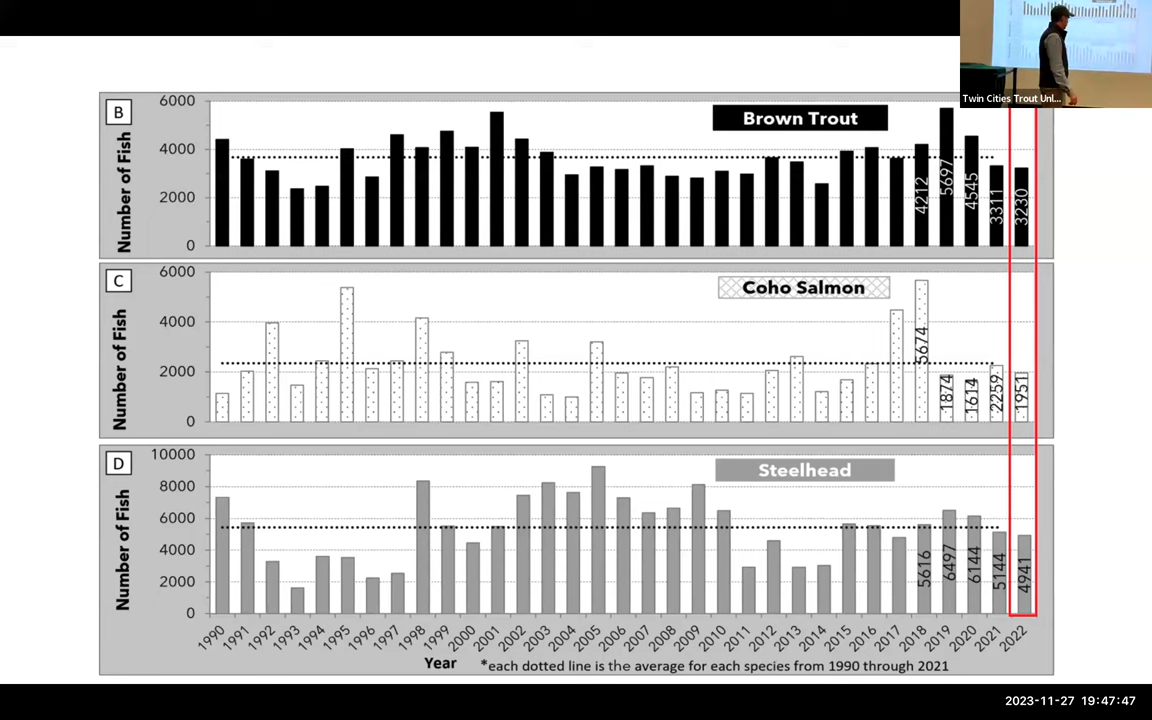 Twin Cities Trout Unl...
B
Number of Fish
6000
4000
2000
0
Brown Trout
4212
5697
4545
3311
3230
C
Number of Fish
6000
4000
2000
0
Coho Salmon
5674
1874
1614
2259
1951
D
Number of Fish
10000
8000
6000
4000
2000
0
Steelhead
5616
6497
6144
5144
4941
1990 1991 1992 1993 1994 1995 1996 1997 1998 1999 2000 2001 2002 2003 2004 2005 2006 2007 2008 2009 2010 2011 2012 2013 2014 2015 2016 2017 2018 2019 2020 2021 2022
Year
*each dotted line is the average for each species from 1990 through 2021
2023-11-27 19:47:47